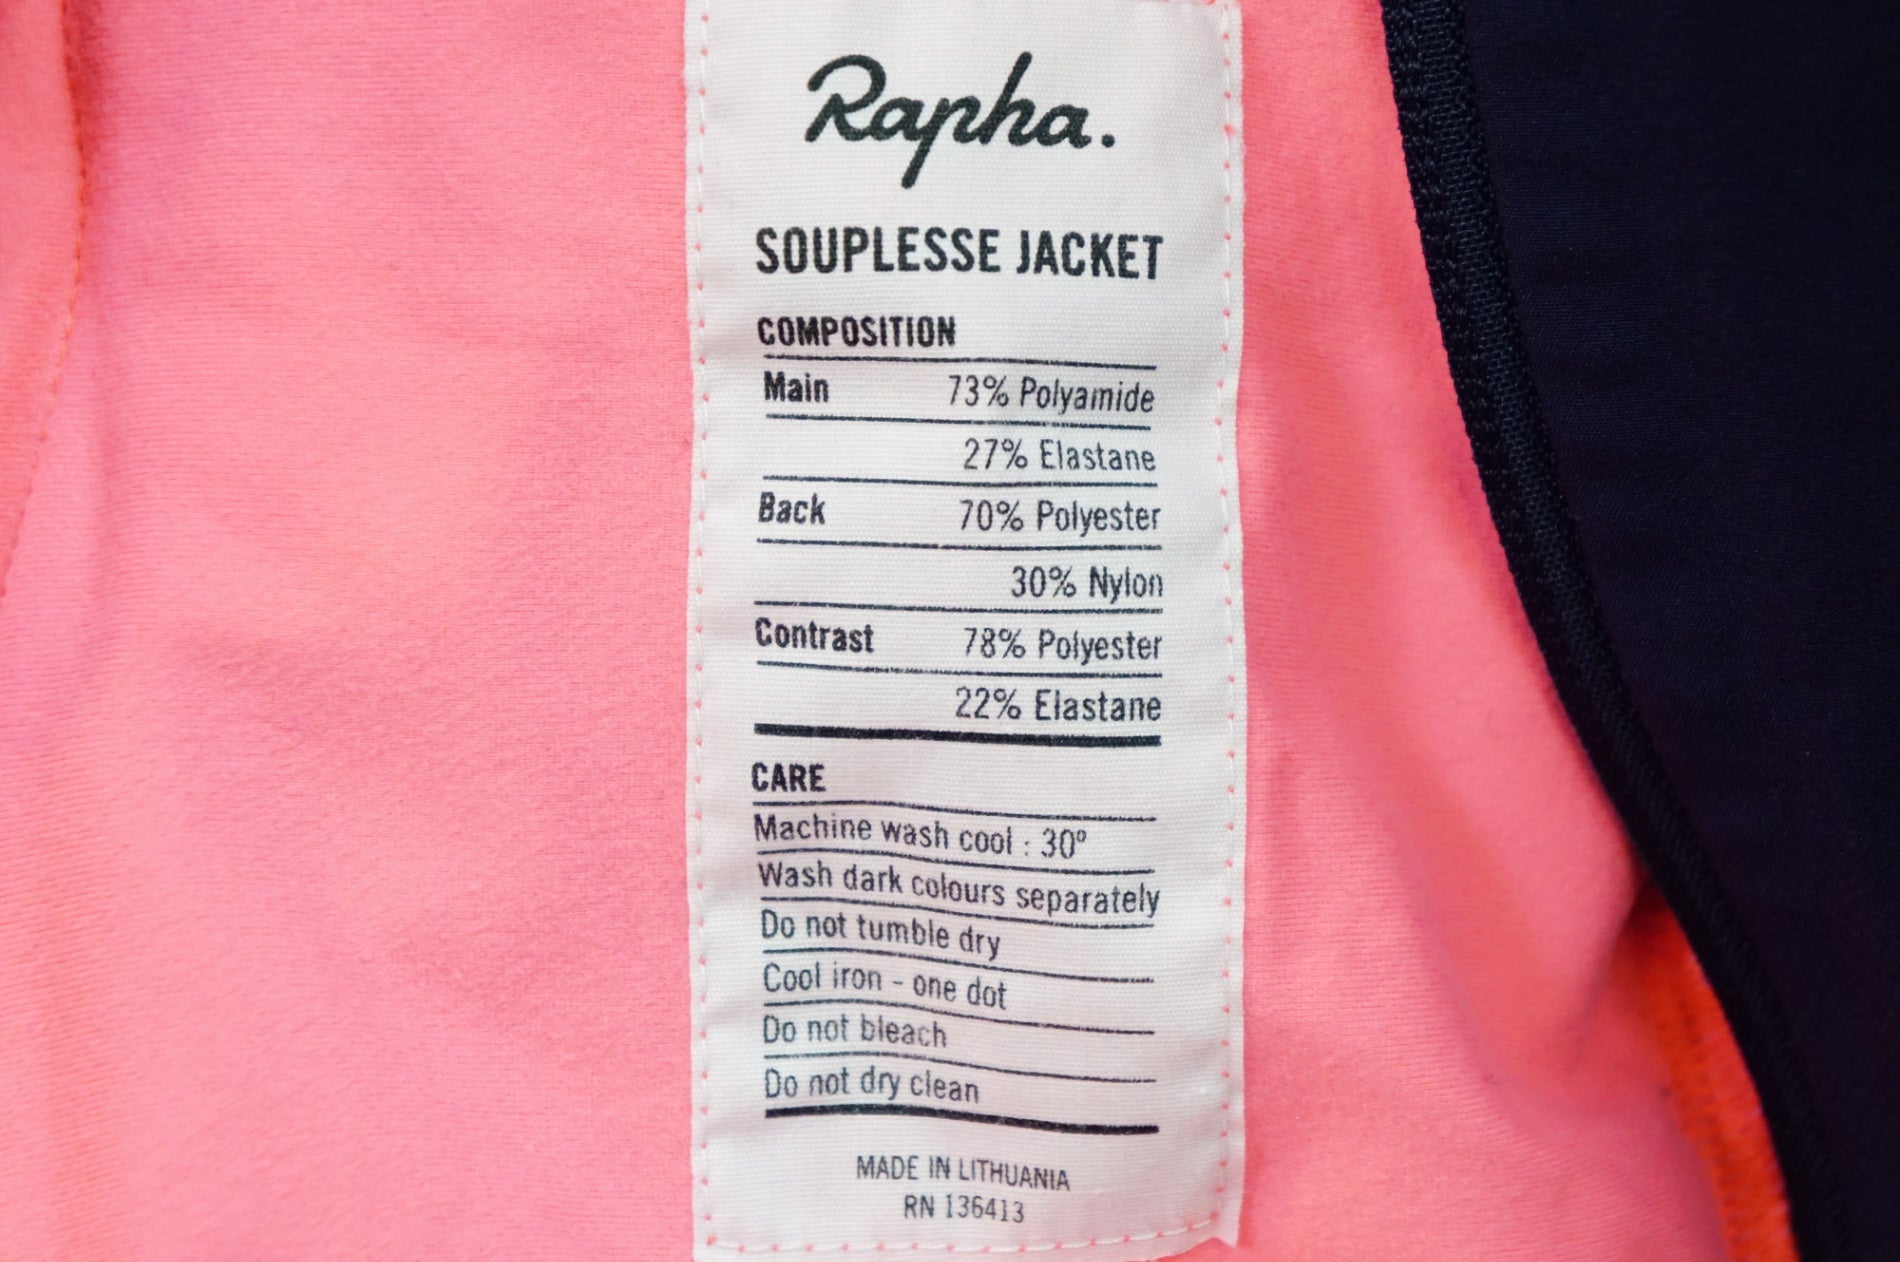 Rapha.
SOUPLESSE JACKET
COMPOSITION
Main 73% Polyamide
27% Elastane
Back 70% Polyester
30% Nylon
Contrast 78% Polyester
22% Elastane
CARE
Machine wash cool : 30º
Wash dark colours separately
Do not tumble dry
Cool iron - one dot
Do not bleach
Do not dry clean
MADE IN LITHUANIA
RN 136413